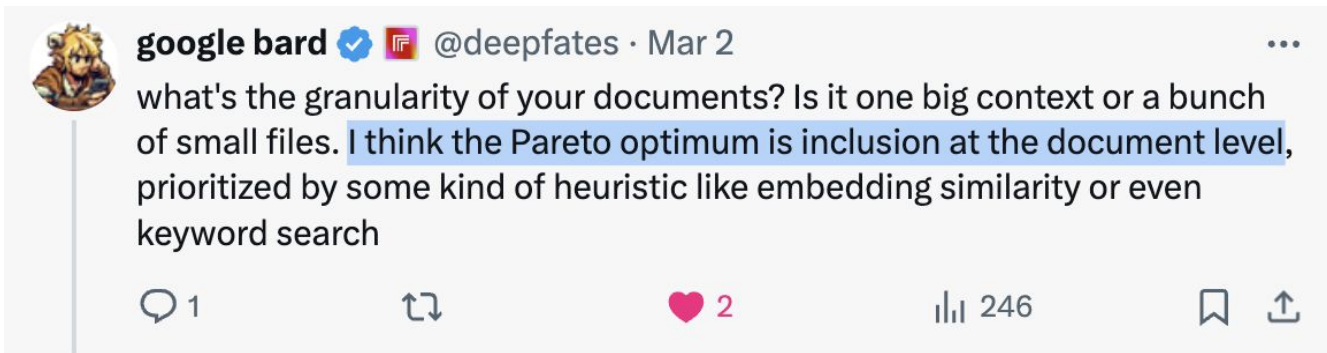 google bard @deepfates · Mar 2
what's the granularity of your documents? Is it one big context or a bunch
of small files. I think the Pareto optimum is inclusion at the document level,
prioritized by some kind of heuristic like embedding similarity or even
keyword search
1 2 246